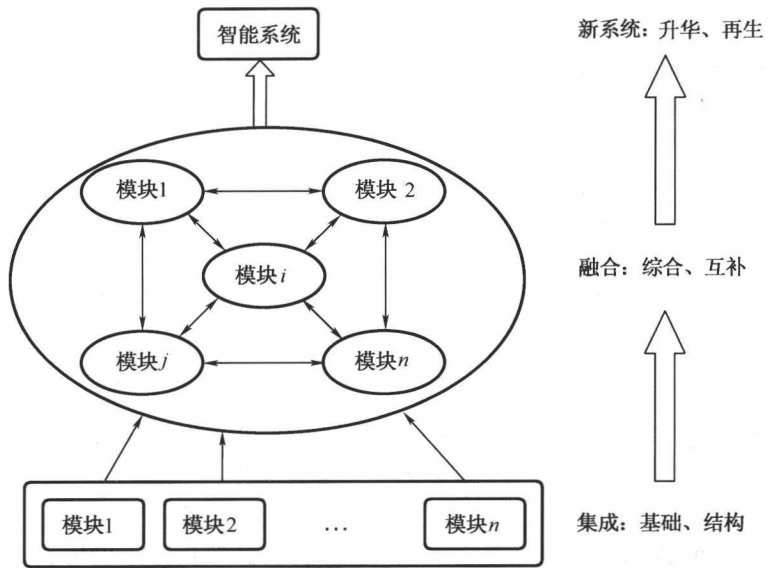 智能系统
新系统：升华、再生
模块1
模块 2
模块i
融合：综合、互补
模块j
模块n
模块1
模块2
…
模块n
集成：基础、结构